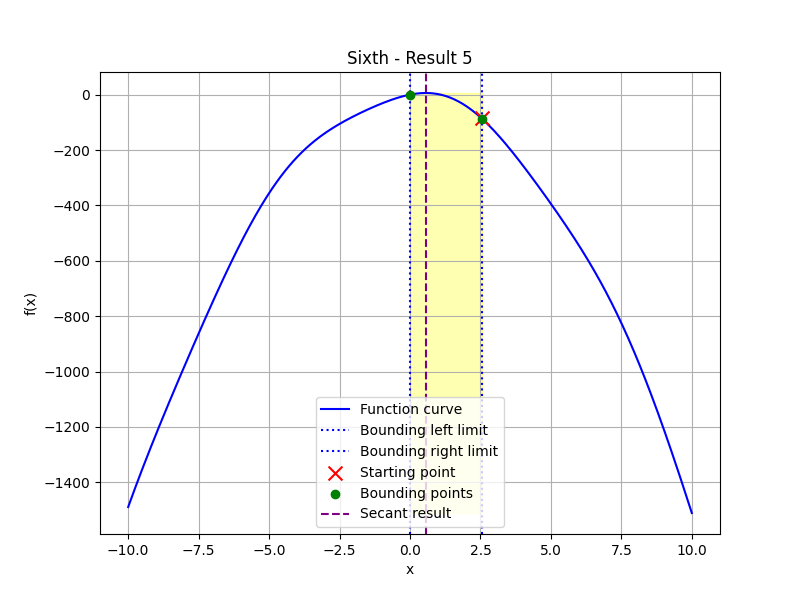 Sixth - Result 5
f(x)
0
−200
−400
−600
−800
−1000
−1200
−1400
Function curve
Bounding left limit
Bounding right limit
Starting point
Bounding points
Secant result
−10.0 −7.5 −5.0 −2.5 0.0 2.5 5.0 7.5 10.0
x